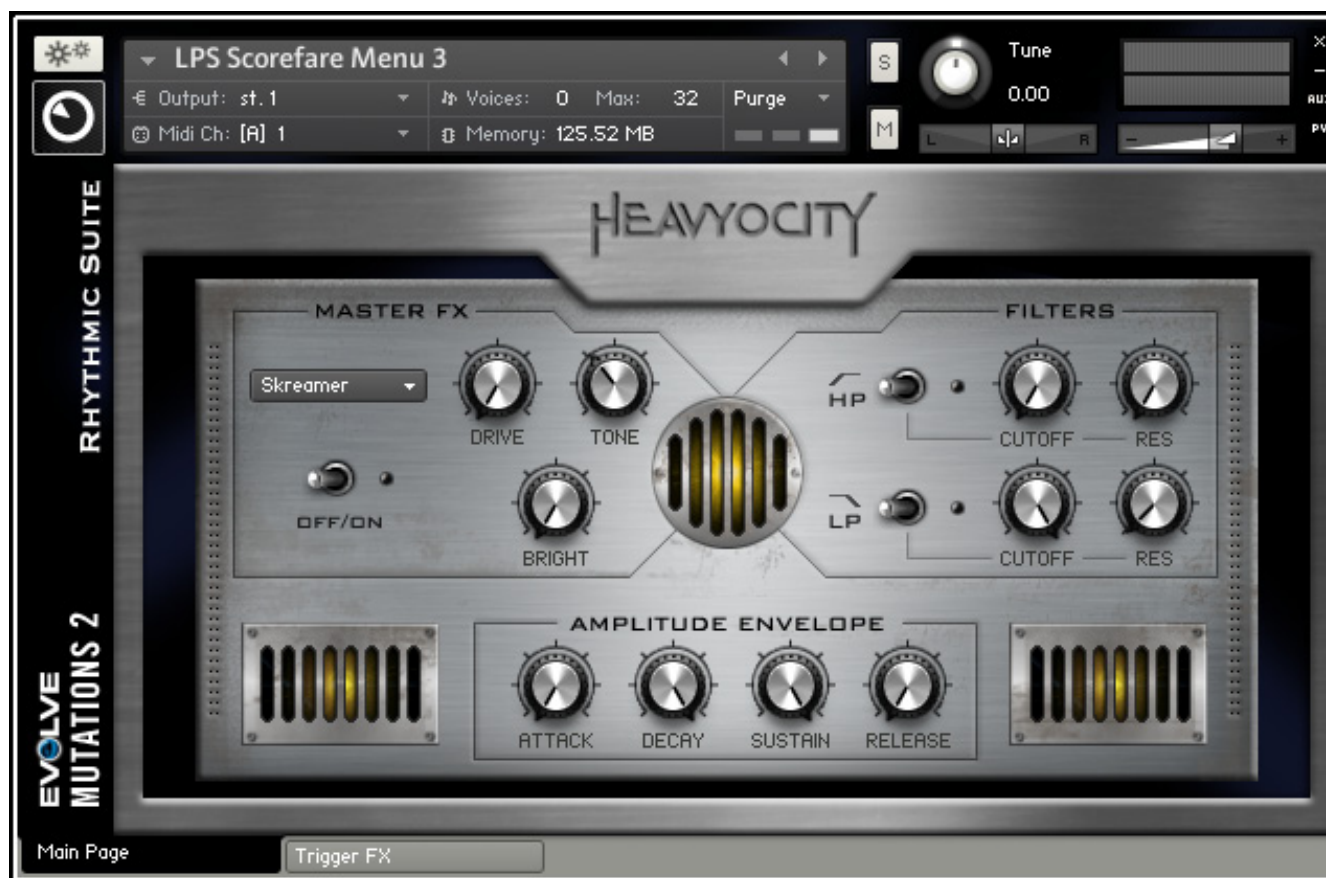 LPS Scorefare Menu 3
Output: st. 1
Voices: 0 Max: 32
Purge
Midi Ch: [A] 1
Memory: 125.52 MB
S
M
Tune
0.00
L
R
-
+
×
-
AUX
PV
RHYTHMIC SUITE
EVOLVE
MUTATIONS 2
HEAVYOCITY
MASTER FX
Skreamer
DRIVE
TONE
OFF/ON
BRIGHT
FILTERS
HP
CUTOFF
RES
LP
CUTOFF
RES
AMPLITUDE ENVELOPE
ATTACK
DECAY
SUSTAIN
RELEASE
Main Page
Trigger FX